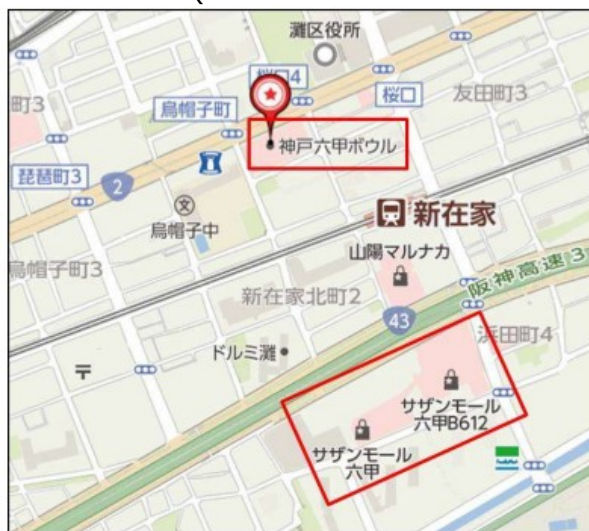 灘区役所
桜口4
町3
烏帽子町
桜口
友田町3
神戸六甲ボウル
琵琶町3
2
文
烏帽子中
新在家
烏帽子町3
山陽マルナカ
阪神高速3
新在家北町2
43
ドルミ灘
浜田町4
〒
サザンモール
六甲B612
サザンモール
六甲